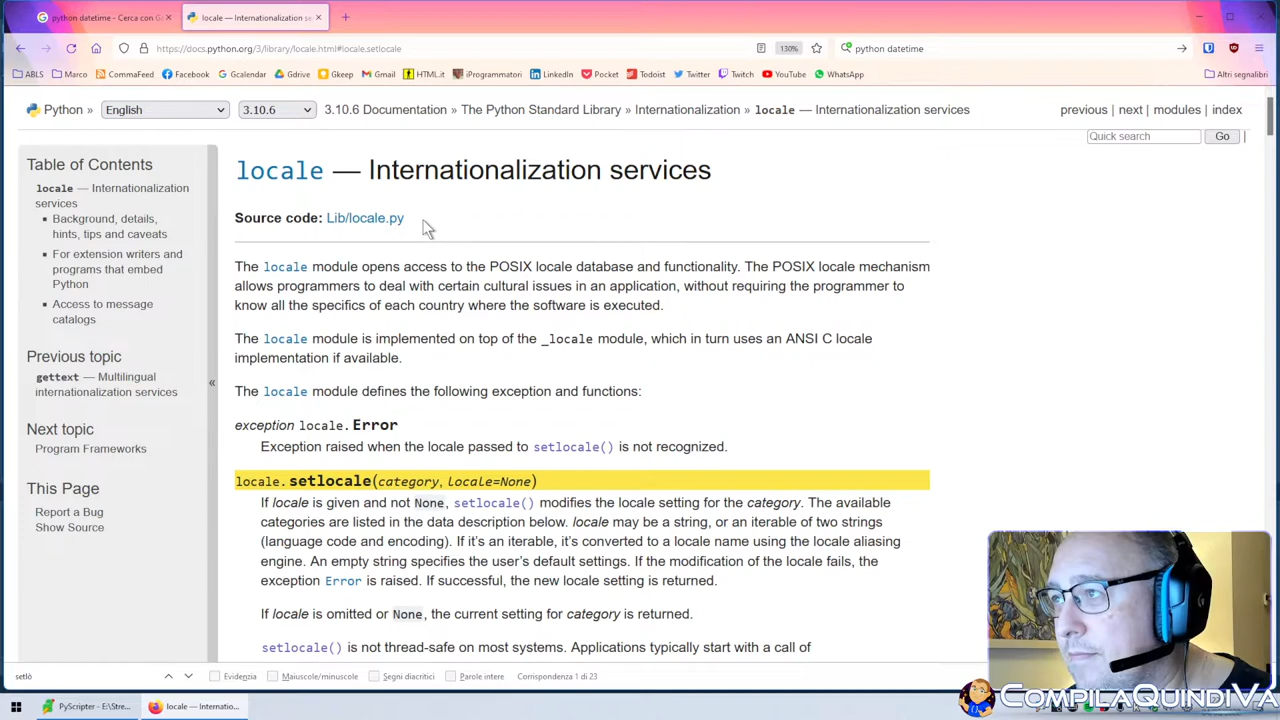 python datetime - Cerca con Go
locale — Internationalization se
https://docs.python.org/3/library/locale.html#locale.setlocale
130%
python datetime
ABLS
Marco
CommaFeed
Facebook
Gcalendar
Gdrive
Gkeep
Gmail
HTML.it
iProgrammatori
LinkedIn
Pocket
Todoist
Twitter
Twitch
YouTube
WhatsApp
Altri segnalibri
Python »
English
3.10.6
3.10.6 Documentation » The Python Standard Library » Internationalization » locale — Internationalization services
previous | next | modules | index
Quick search
Go
|
Table of Contents
locale — Internationalization
services
Background, details,
hints, tips and caveats
For extension writers and
programs that embed
Python
Access to message
catalogs
Previous topic
gettext — Multilingual
internationalization services
Next topic
Program Frameworks
This Page
Report a Bug
Show Source
«
locale — Internationalization services
Source code: Lib/locale.py
The locale module opens access to the POSIX locale database and functionality. The POSIX locale mechanism
allows programmers to deal with certain cultural issues in an application, without requiring the programmer to
know all the specifics of each country where the software is executed.
The locale module is implemented on top of the _locale module, which in turn uses an ANSI C locale
implementation if available.
The locale module defines the following exception and functions:
exception locale.Error
Exception raised when the locale passed to setlocale() is not recognized.
locale.setlocale(category, locale=None)
If locale is given and not None, setlocale() modifies the locale setting for the category. The available
categories are listed in the data description below. locale may be a string, or an iterable of two strings
(language code and encoding). If it's an iterable, it's converted to a locale name using the locale aliasing
engine. An empty string specifies the user's default settings. If the modification of the locale fails, the
exception Error is raised. If successful, the new locale setting is returned.
If locale is omitted or None, the current setting for category is returned.
setlocale() is not thread-safe on most systems. Applications typically start with a call of
setlò
Evidenzia
Maiuscole/minuscole
Segni diacritici
Parole intere
Corrispondenza 1 di 23
PyScripter - E:\Stre...
locale — Internatio...
COMPILAQUINDIVA